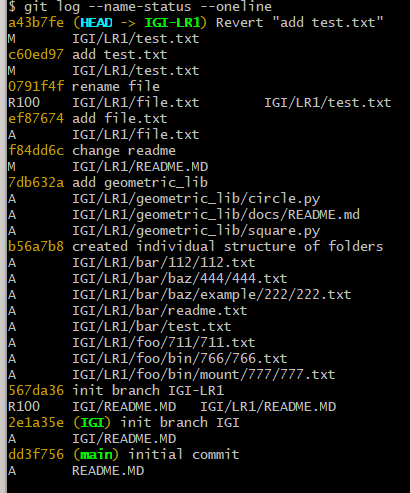 $ git log --name-status --oneline
a43b7fe (HEAD -> IGI-LR1) Revert "add test.txt"
M       IGI/LR1/test.txt
c60ed97 add test.txt
M       IGI/LR1/test.txt
0791f4f rename file
R100    IGI/LR1/file.txt        IGI/LR1/test.txt
ef87674 add file.txt
A       IGI/LR1/file.txt
f84dd6c change readme
M       IGI/LR1/README.MD
7db632a add geometric_lib
A       IGI/LR1/geometric_lib/circle.py
A       IGI/LR1/geometric_lib/docs/README.md
A       IGI/LR1/geometric_lib/square.py
b56a7b8 created individual structure of folders
A       IGI/LR1/bar/112/112.txt
A       IGI/LR1/bar/baz/444/444.txt
A       IGI/LR1/bar/baz/example/222/222.txt
A       IGI/LR1/bar/readme.txt
A       IGI/LR1/bar/test.txt
A       IGI/LR1/foo/711/711.txt
A       IGI/LR1/foo/bin/766/766.txt
A       IGI/LR1/foo/bin/mount/777/777.txt
567da36 init branch IGI-LR1
R100    IGI/README.MD   IGI/LR1/README.MD
2e1a35e (IGI) init branch IGI
A       IGI/README.MD
dd3f756 (main) initial commit
A       README.MD